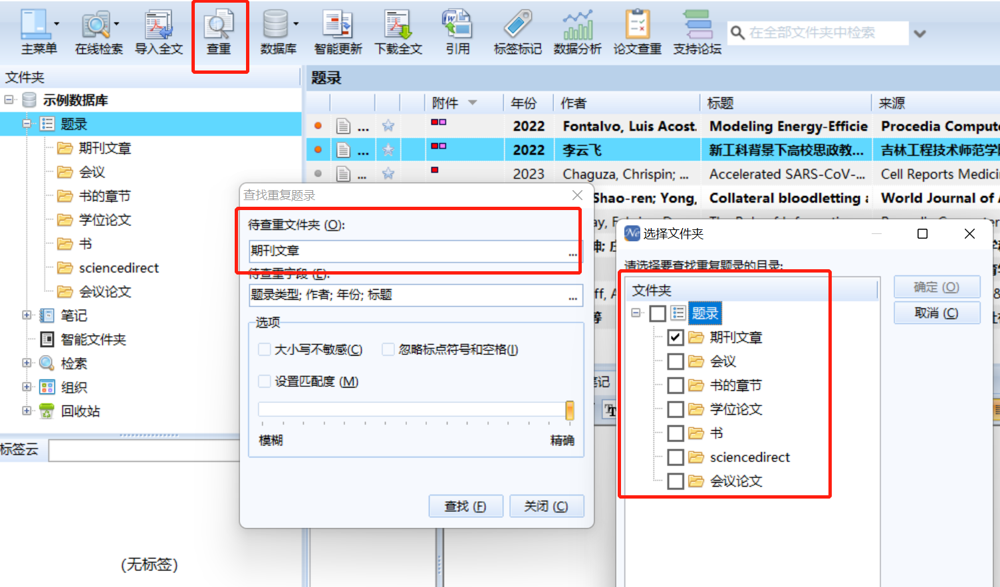 主菜单
在线检索
导入全文
查重
数据库
智能更新
下载全文
引用
标签标记
数据分析
论文查重
支持论坛
在全部文件夹中检索
文件夹
题录
示例数据库
题录
期刊文章
会议
书的章节
学位论文
书
sciencedirect
会议论文
笔记
智能文件夹
检索
组织
回收站
标签云
(无标签)
附件 年份 作者 标题 来源
... 2022 Fontalvo, Luis Acost. Modeling Energy-Efficie Procedia Compute
... 2022 李云飞 新工科背景下高校思政教... 吉林工程技术师范学
... 2023 Chaguza, Chrispin; ... Accelerated SARS-CoV-... Cell Reports Medicin
Shao-ren; Yong, Collateral bloodletting a World Journal of A
坤;
ff, A
等
笔记
查找重复题录
待查重文件夹 (O):
期刊文章 ...
待查重字段 (E):
题录类型; 作者; 年份; 标题 ...
选项
大小写不敏感(C) 忽略标点符号和空格(I)
设置匹配度 (M)
模糊 精确
查找 (F) 关闭 (C)
选择文件夹
请选择要查找重复题录的目录:
文件夹
题录
期刊文章
会议
书的章节
学位论文
书
sciencedirect
会议论文
确定 (O)
取消 (C)